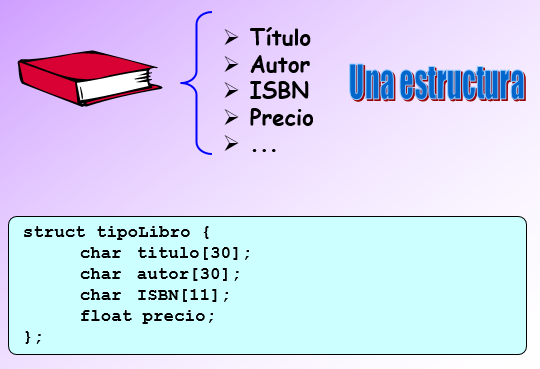 Título
Autor
ISBN
Precio
...
Una estructura
struct tipoLibro {
char titulo[30];
char autor[30];
char ISBN[11];
float precio;
};